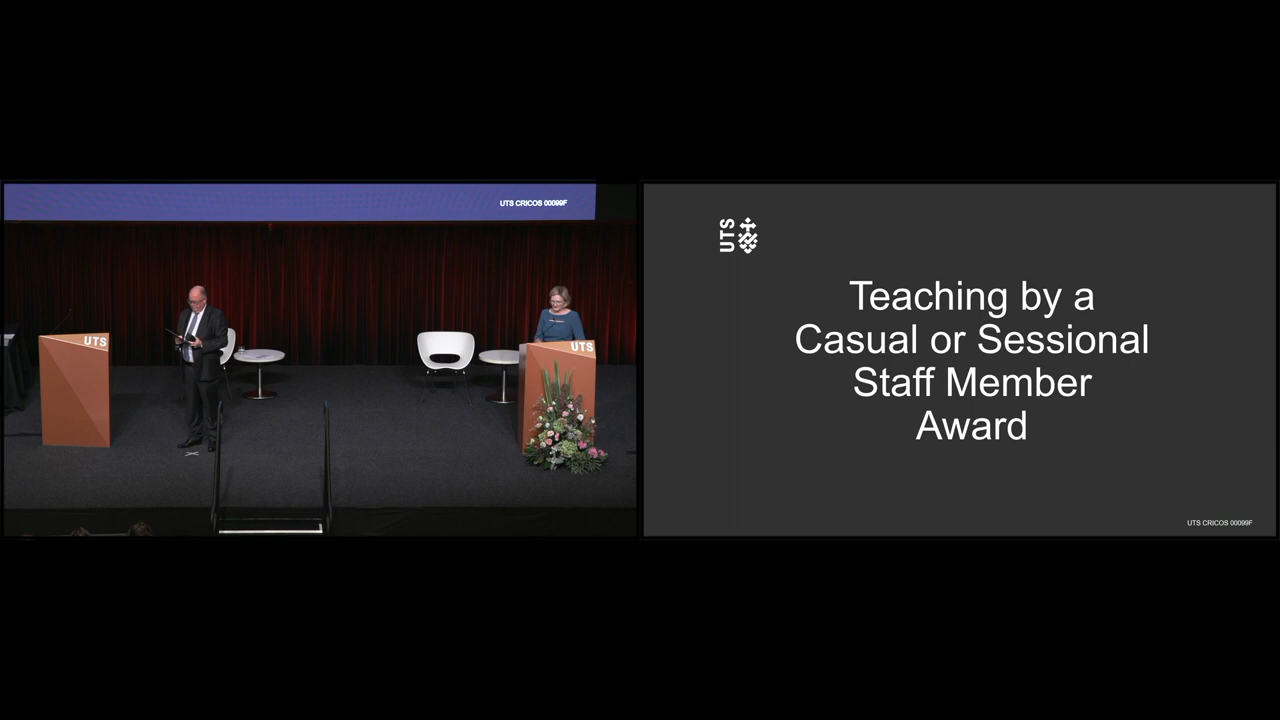 UTS CRICOS 00099F
UTS
UTS
UTS
Teaching by a
Casual or Sessional
Staff Member
Award
UTS CRICOS 00099F